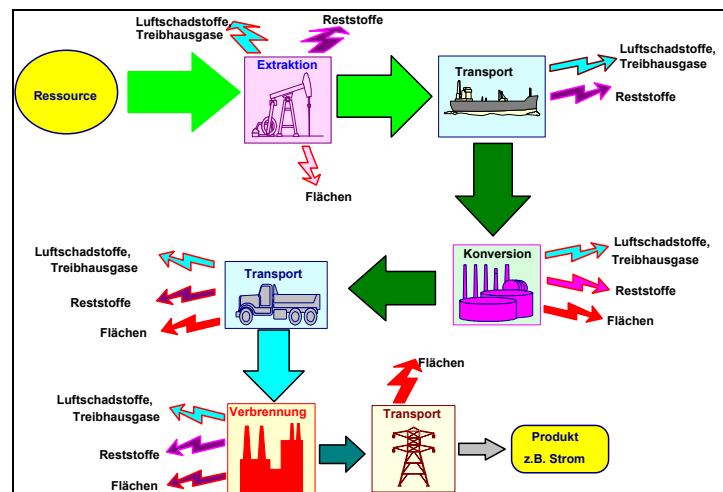 Luftschadstoffe,
Treibhausgase
Reststoffe
Ressource
Extraktion
Flächen
Transport
Luftschadstoffe,
Treibhausgase
Reststoffe
Konversion
Luftschadstoffe,
Treibhausgase
Reststoffe
Flächen
Luftschadstoffe,
Treibhausgase
Reststoffe
Flächen
Transport
Luftschadstoffe,
Treibhausgase
Reststoffe
Flächen
Verbrennung
Flächen
Transport
Produkt
z.B. Strom